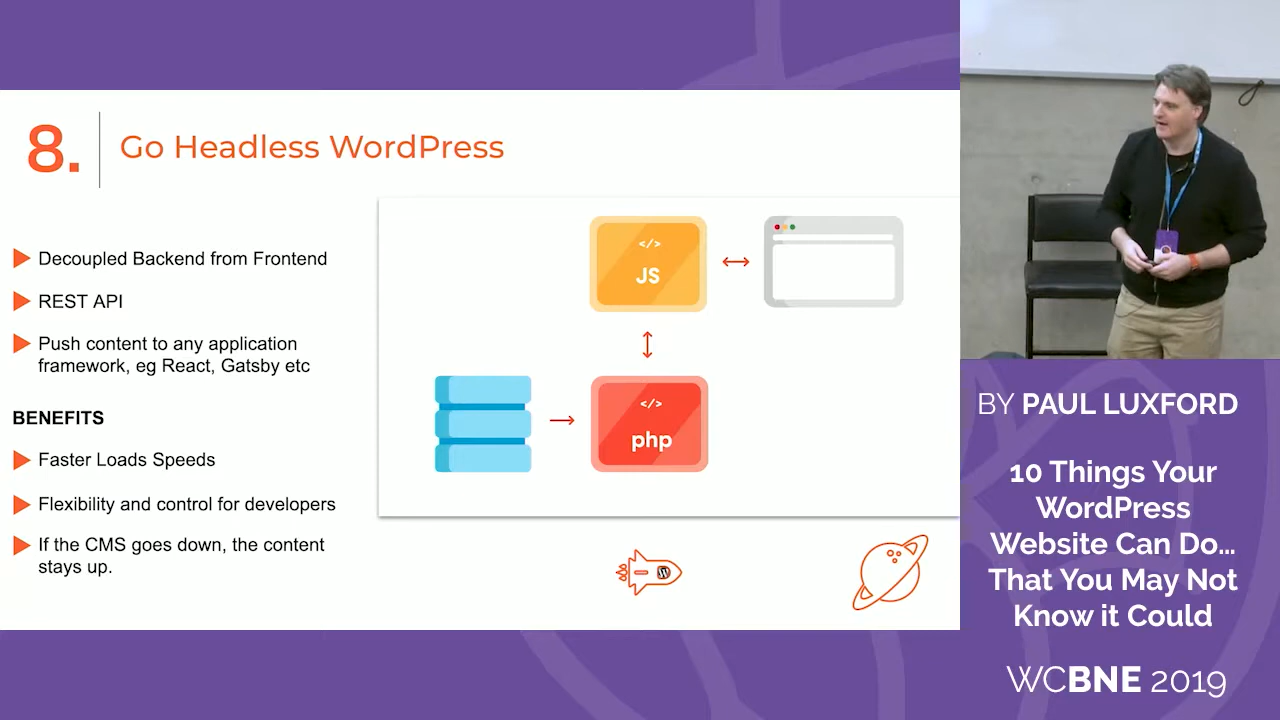 8.
Go Headless WordPress
Decoupled Backend from Frontend
REST API
Push content to any application
framework, eg React, Gatsby etc
BENEFITS
Faster Loads Speeds
Flexibility and control for developers
If the CMS goes down, the content
stays up.
</>
JS
</>
php
BY PAUL LUXFORD
10 Things Your
WordPress
Website Can Do...
That You May Not
Know it Could
WCBNE 2019